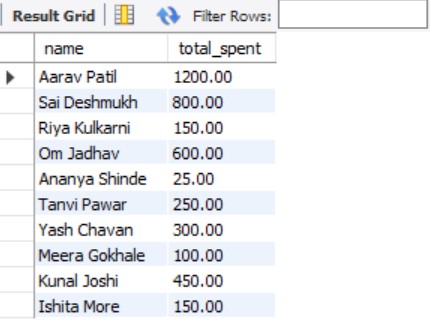 Result Grid Filter Rows:
name total_spent
Aarav Patil 1200.00
Sai Deshmukh 800.00
Riya Kulkarni 150.00
Om Jadhav 600.00
Ananya Shinde 25.00
Tanvi Pawar 250.00
Yash Chavan 300.00
Meera Gokhale 100.00
Kunal Joshi 450.00
Ishita More 150.00